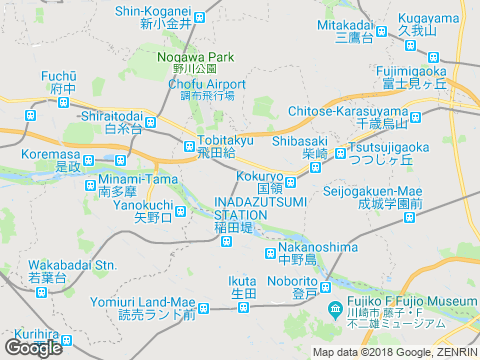 Shin-Koganei
新小金井
Mitakadai
三鷹台
Kugayama
久我山
Nogawa Park
野川公園
Fujimigaoka
富士見ヶ丘
Fuchū
府中
Chofu Airport
調布飛行場
Chitose-Karasuyama
千歳烏山
Shiraitodai
白糸台
Tobitakyu
飛田給
Shibasaki
柴崎
Tsutsujigaoka
つつじヶ丘
Koremasa
是政
Minami-Tama
南多摩
Kokuryo
国領
Seijogakuen-Mae
成城学園前
Yanokuchi
矢野口
INADAZUTSUMI
STATION
稲田堤
Nakanoshima
中野島
Wakabadai Stn.
若葉台
Ikuta
生田
Noborito
登戸
Yomiuri Land-Mae
読売ランド前
Fujiko F Fujio Museum
川崎市 藤子・F
不二雄ミュージアム
Kurihira
Google
Map data ©2018 Google, ZENRIN